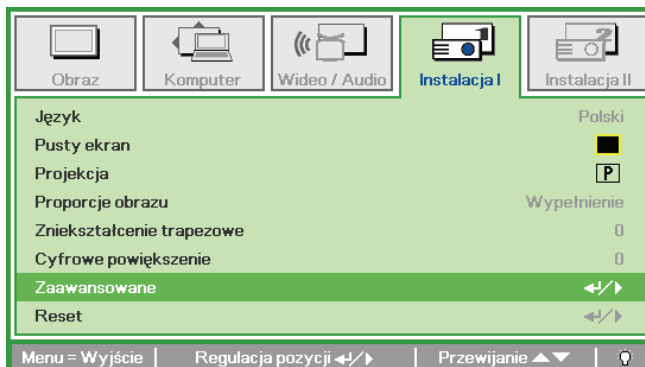 Obraz
Komputer
Wideo / Audio
Instalacja I
Instalacja II
Język Polski
Pusty ekran
Projekcja P
Proporcje obrazu Wypełnienie
Zniekształcenie trapezowe 0
Cyfrowe powiększenie 0
Zaawansowane
Reset
Menu = Wyjście | Regulacja pozycji | Przewijanie